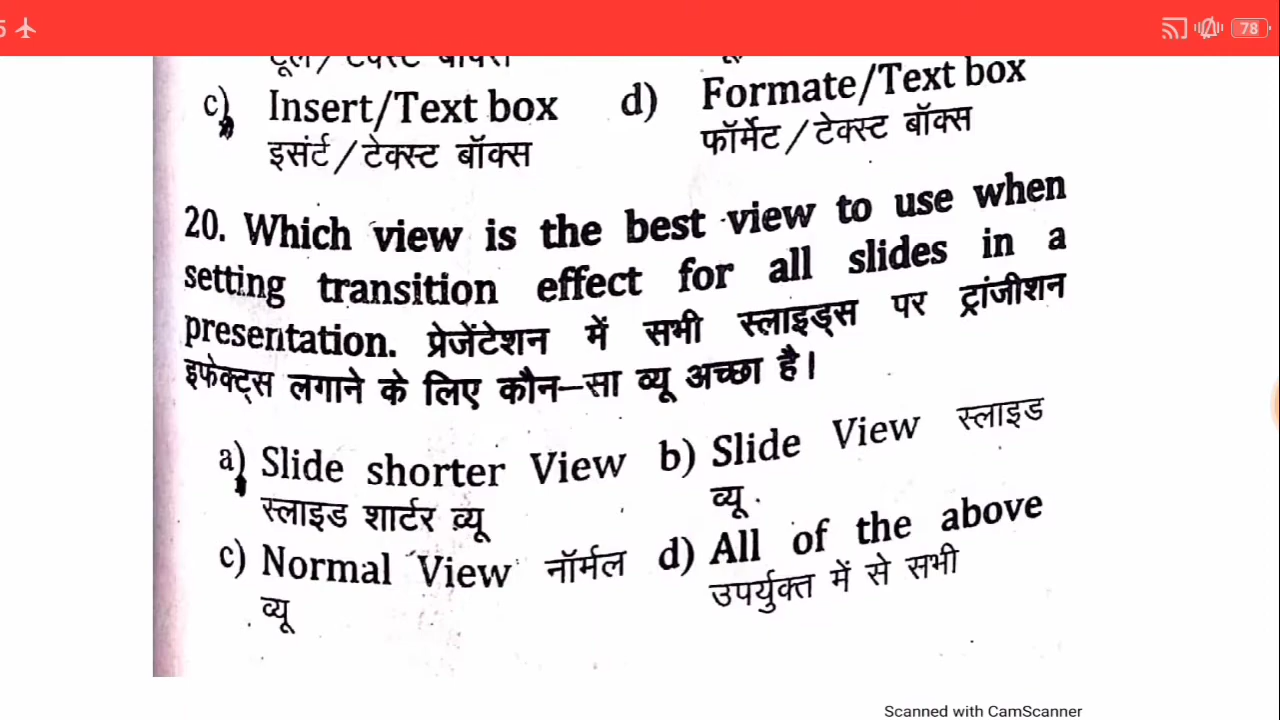 78
c) Insert/Text box d) Formate/Text box
इसंर्ट/टेक्स्ट बॉक्स फॉर्मेट/टेक्स्ट बॉक्स
20. Which view is the best view to use when
setting transition effect for all slides in a
presentation. प्रेजेंटेशन में सभी स्लाइड्स पर ट्रांजीशन
इफेक्ट्स लगाने के लिए कौन–सा व्यू अच्छा है।
a) Slide shorter View b) Slide View स्लाइड
स्लाइड शार्टर व्यू व्यू
c) Normal View नॉर्मल d) All of the above
व्यू उपर्युक्त में से सभी
Scanned with CamScanner